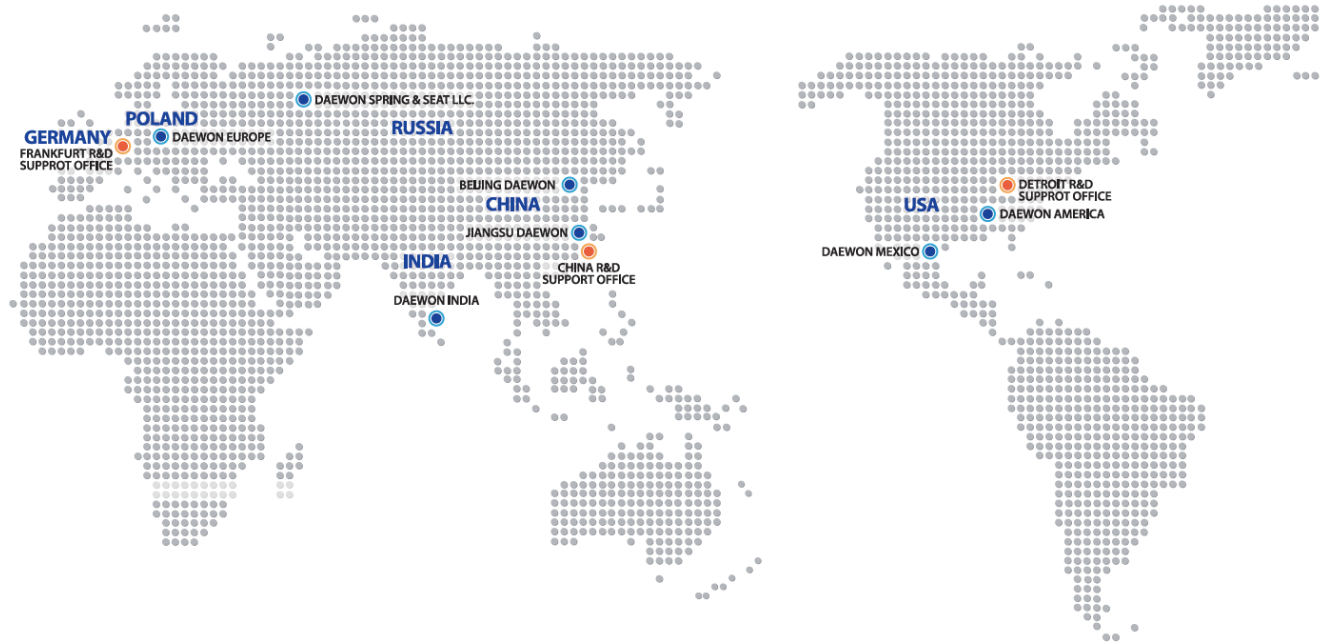 DAEWON SPRING & SEAT LLC.
POLAND
GERMANY
DAEWON EUROPE
FRANKFURT R&D
SUPPROT OFFICE
RUSSIA
BEIJING DAEWON
CHINA
JIANGSU DAEWON
INDIA
CHINA R&D
SUPPORT OFFICE
DAEWON INDIA
DETROIT R&D
SUPPROT OFFICE
USA
DAEWON AMERICA
DAEWON MEXICO